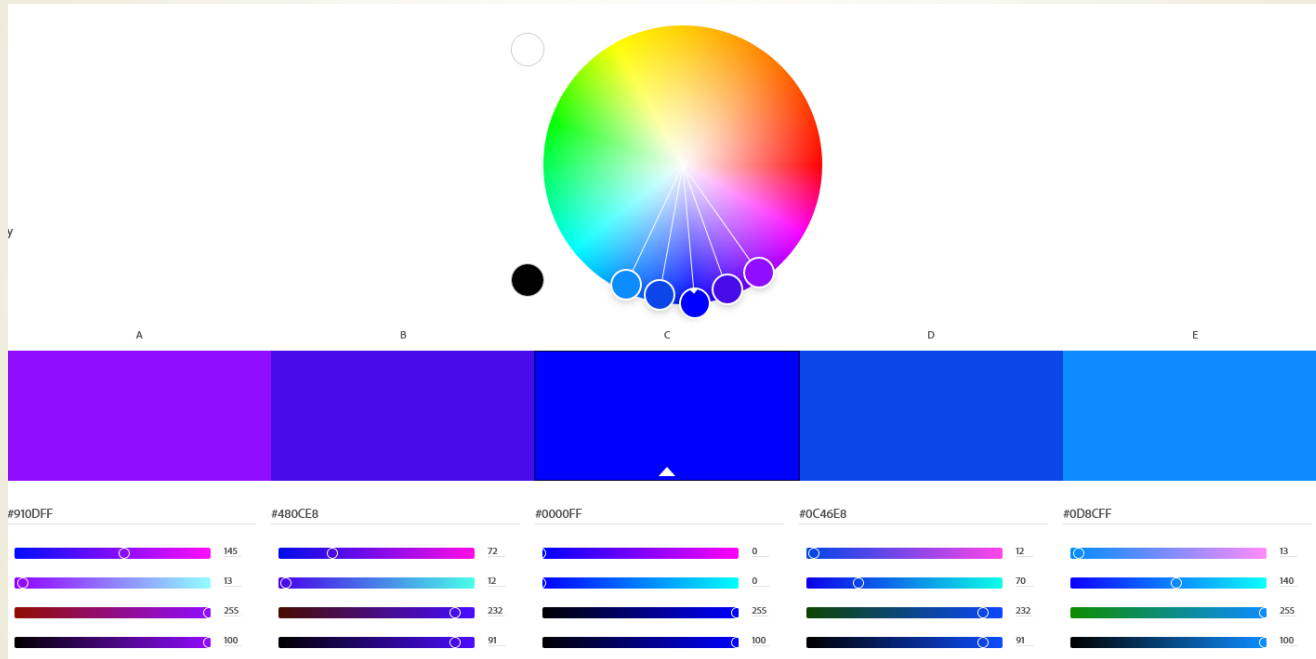 y
A B C D E
#910DFF #480CE8 #0000FF #0C46E8 #0D8CFF
145 72 0 12 13
13 12 0 70 140
255 232 255 232 255
100 91 100 91 100